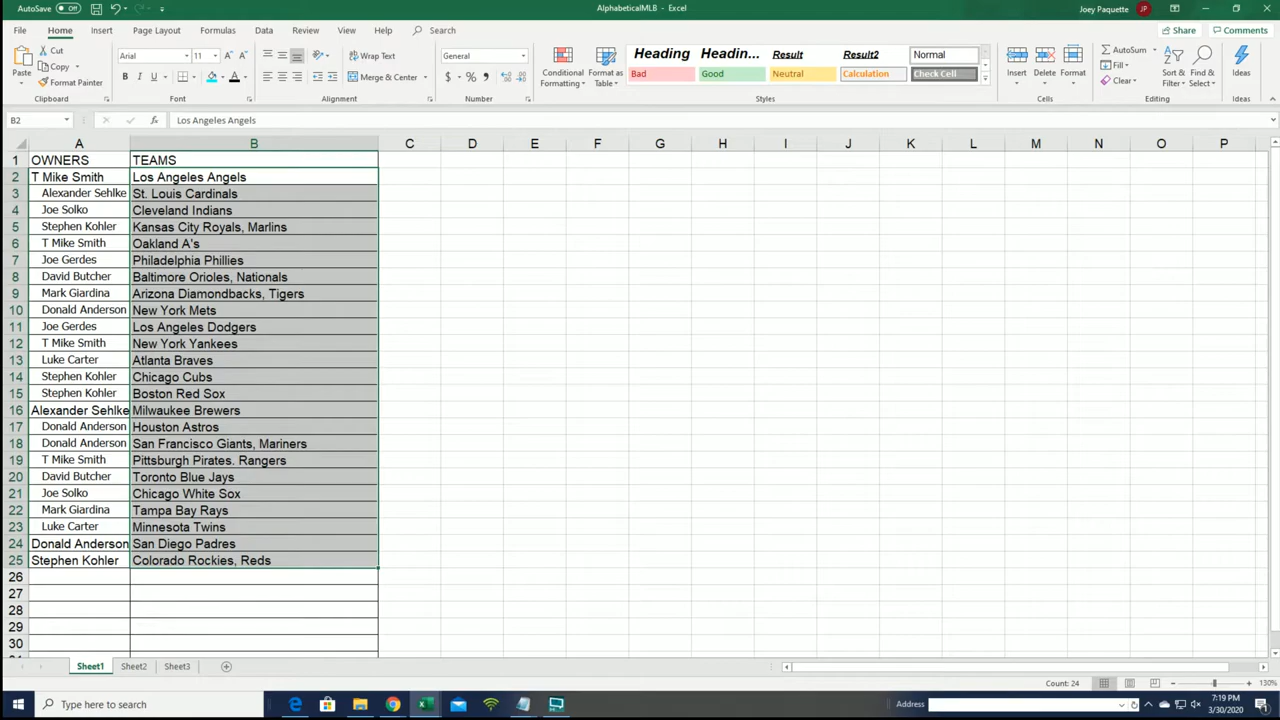 AutoSave Off AlphabeticalMLB - Excel Joey Paquette JP
File Home Insert Page Layout Formulas Data Review View Help Search Share Comments
Paste Cut Copy Format Painter Clipboard
Arial 11 A A B I U A Font
Wrap Text Merge & Center Alignment
General $ % , Number
Conditional Formatting Format as Table
Heading Headin... Result Result2 Normal
Bad Good Neutral Calculation Check Cell
Styles
Insert Delete Format Cells
AutoSum Fill Clear Sort & Filter Find & Select Editing
Ideas Ideas
B2 fx Los Angeles Angels
A B C D E F G H I J K L M N O P
1 OWNERS TEAMS
2 T Mike Smith Los Angeles Angels
3 Alexander Sehlke St. Louis Cardinals
4 Joe Solko Cleveland Indians
5 Stephen Kohler Kansas City Royals, Marlins
6 T Mike Smith Oakland A's
7 Joe Gerdes Philadelphia Phillies
8 David Butcher Baltimore Orioles, Nationals
9 Mark Giardina Arizona Diamondbacks, Tigers
10 Donald Anderson New York Mets
11 Joe Gerdes Los Angeles Dodgers
12 T Mike Smith New York Yankees
13 Luke Carter Atlanta Braves
14 Stephen Kohler Chicago Cubs
15 Stephen Kohler Boston Red Sox
16 Alexander Sehlke Milwaukee Brewers
17 Donald Anderson Houston Astros
18 Donald Anderson San Francisco Giants, Mariners
19 T Mike Smith Pittsburgh Pirates. Rangers
20 David Butcher Toronto Blue Jays
21 Joe Solko Chicago White Sox
22 Mark Giardina Tampa Bay Rays
23 Luke Carter Minnesota Twins
24 Donald Anderson San Diego Padres
25 Stephen Kohler Colorado Rockies, Reds
26
27
28
29
30
Sheet1 Sheet2 Sheet3
Count: 24 130%
Type here to search Address 7:19 PM
3/30/2020